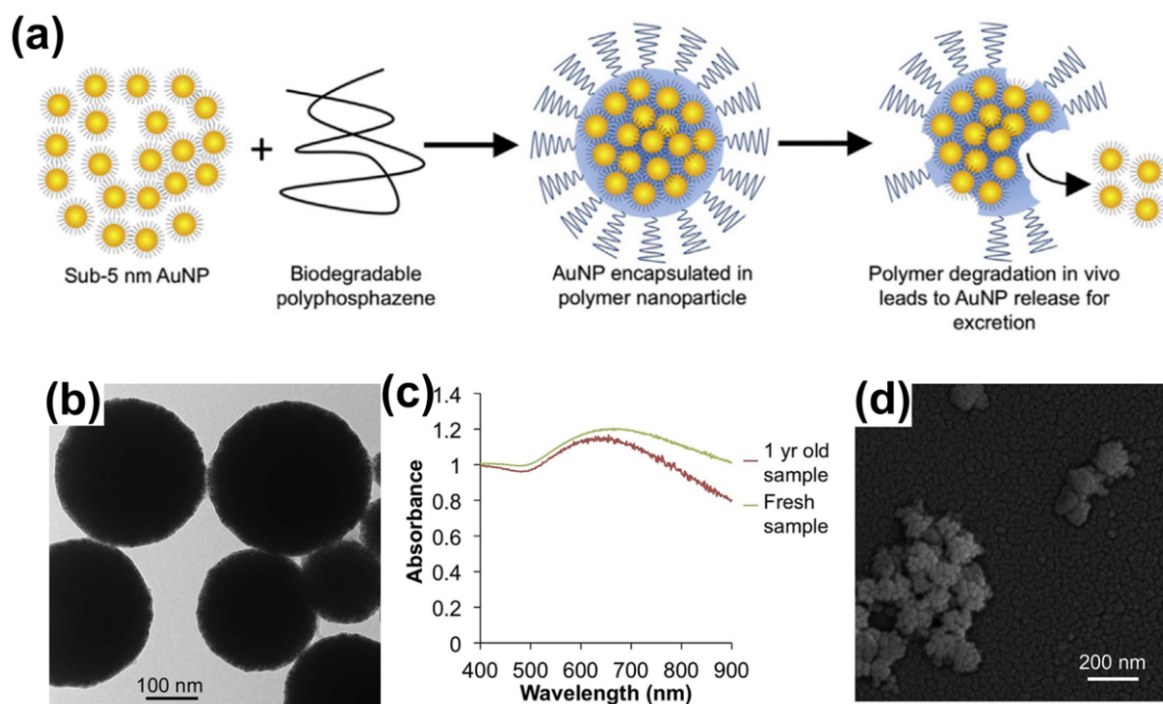 (a)
+
Sub-5 nm AuNP
Biodegradable
polyphosphazene
AuNP encapsulated in
polymer nanoparticle
Polymer degradation in vivo
leads to AuNP release for
excretion
(b)
100 nm
(c)
1.4
1.2
1
0.8
0.6
0.4
0.2
0
Absorbance
400 500 600 700 800 900
Wavelength (nm)
1 yr old
sample
Fresh
sample
(d)
200 nm